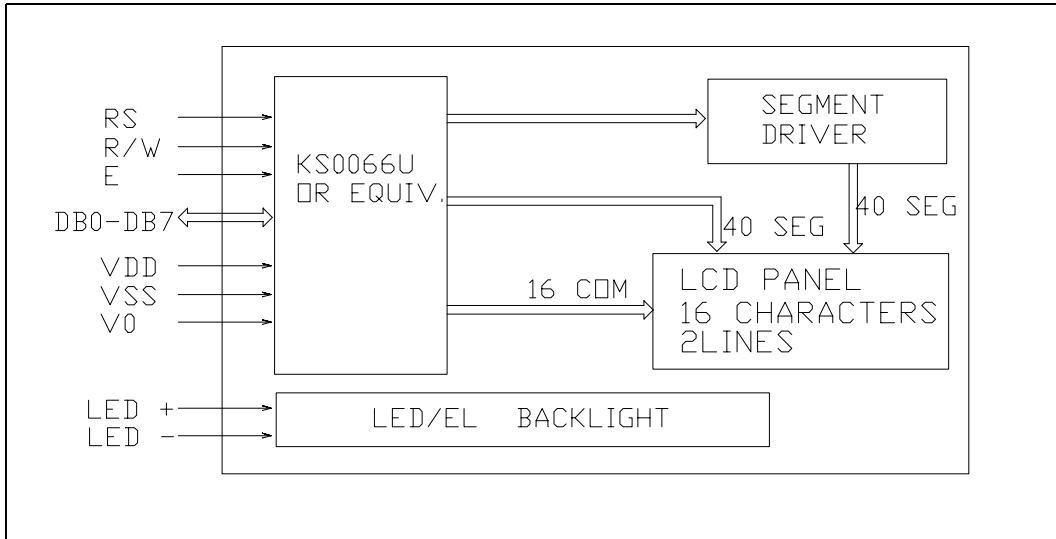 RS
R/W
E
DB0-DB7
VDD
VSS
V0
LED +
LED -
KS0066U
OR EQUIV.
SEGMENT
DRIVER
40 SEG
40 SEG
16 COM
LCD PANEL
16 CHARACTERS
2LINES
LED/EL BACKLIGHT